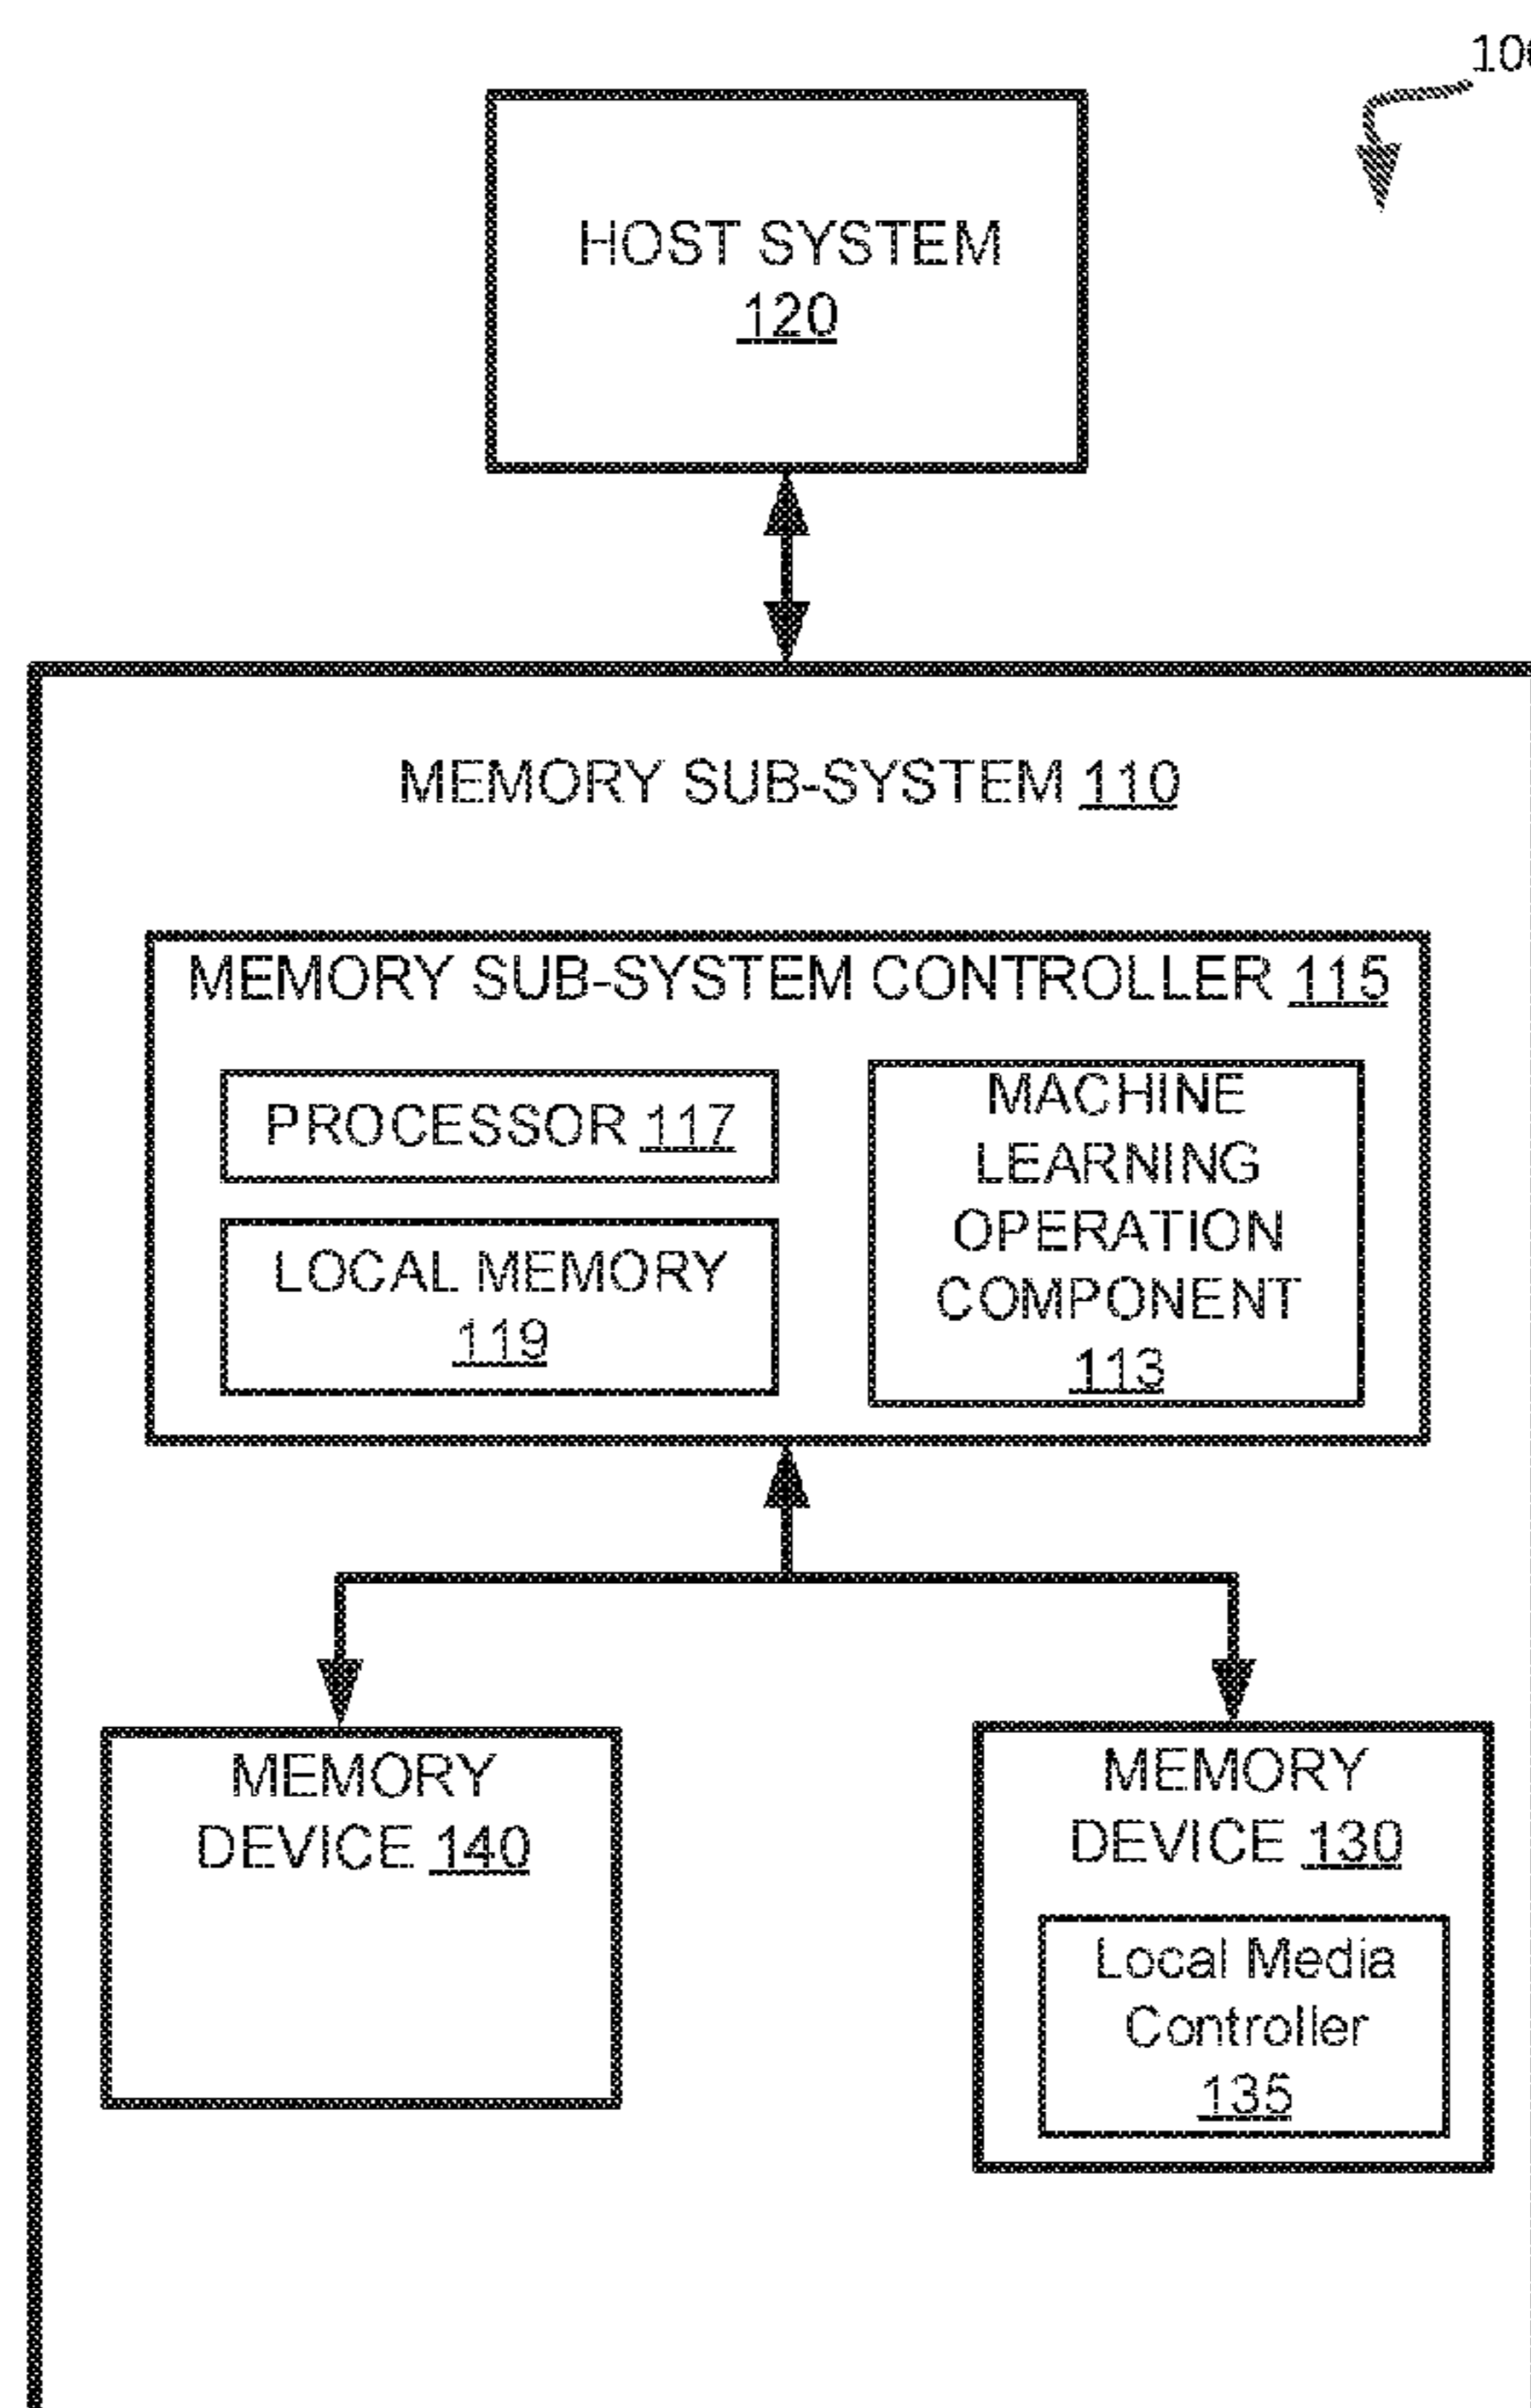 100
HOST SYSTEM
120
MEMORY SUB-SYSTEM 110
MEMORY SUB-SYSTEM CONTROLLER 115
PROCESSOR 117
LOCAL MEMORY
119
MACHINE
LEARNING
OPERATION
COMPONENT
113
MEMORY
DEVICE 140
MEMORY
DEVICE 130
Local Media
Controller
135